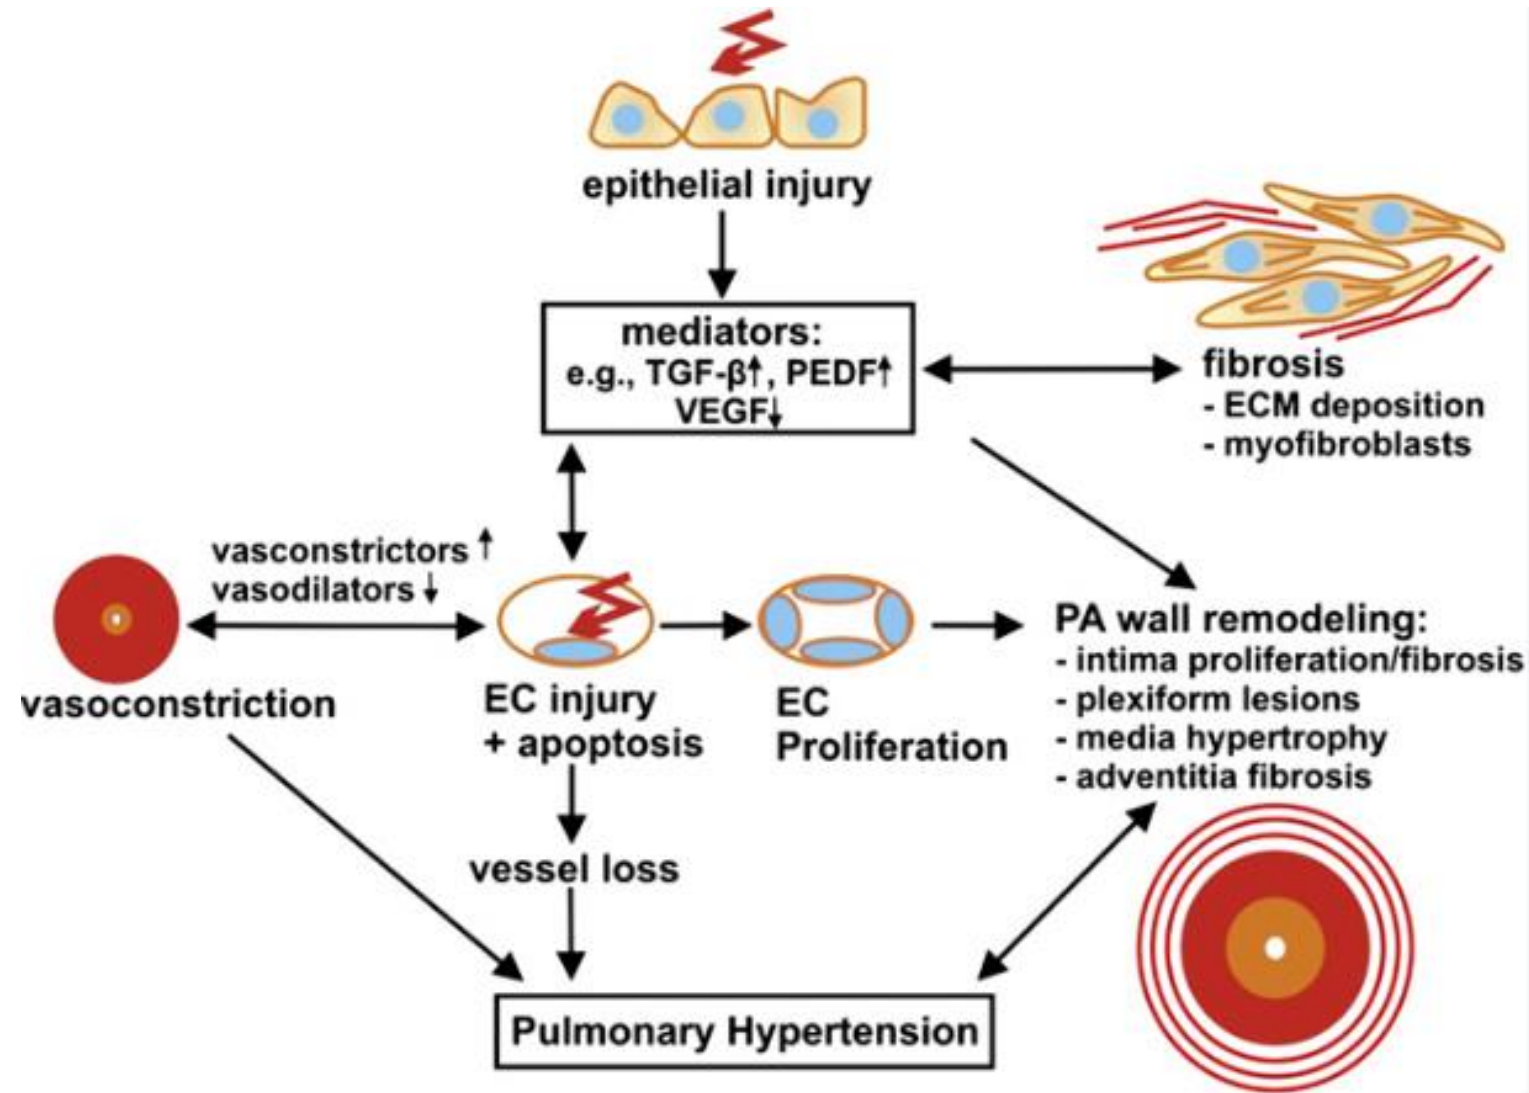 epithelial injury
mediators:
e.g., TGF-β↑, PEDF↑
VEGF↓
fibrosis
- ECM deposition
- myofibroblasts
vasconstrictors ↑
vasodilators ↓
vasoconstriction
EC injury
+ apoptosis
EC
Proliferation
PA wall remodeling:
- intima proliferation/fibrosis
- plexiform lesions
- media hypertrophy
- adventitia fibrosis
vessel loss
Pulmonary Hypertension